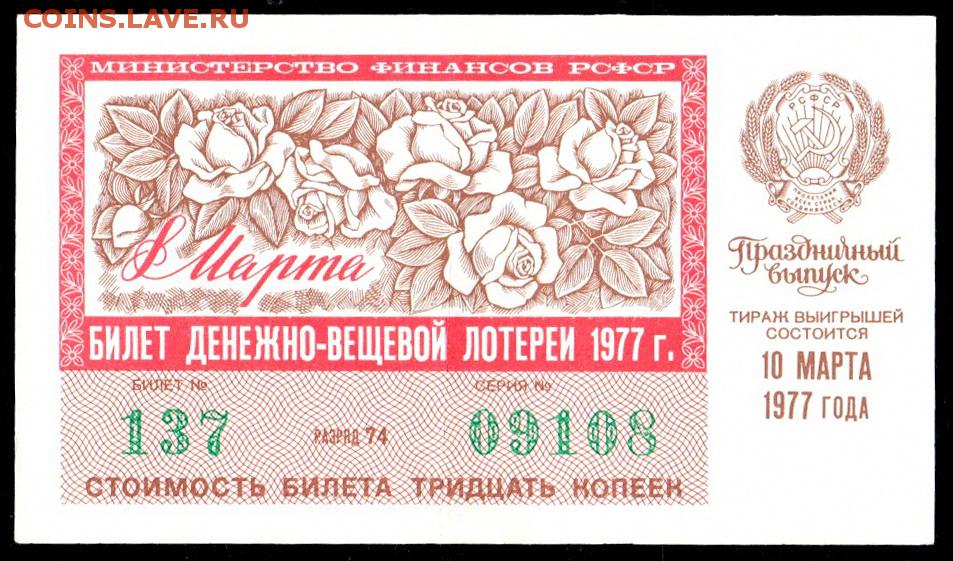 COINS.LAVE.RU
МИНИСТЕРСТВО ФИНАНСОВ РСФСР
8 Марта
БИЛЕТ ДЕНЕЖНО-ВЕЩЕВОЙ ЛОТЕРЕИ 1977 г.
БИЛЕТ № СЕРИЯ №
137 РАЗРЯД 74 09108
СТОИМОСТЬ БИЛЕТА ТРИДЦАТЬ КОПЕЕК
РСФСР
Праздничный
выпуск
ТИРАЖ ВЫИГРЫШЕЙ
СОСТОИТСЯ
10 МАРТА
1977 ГОДА